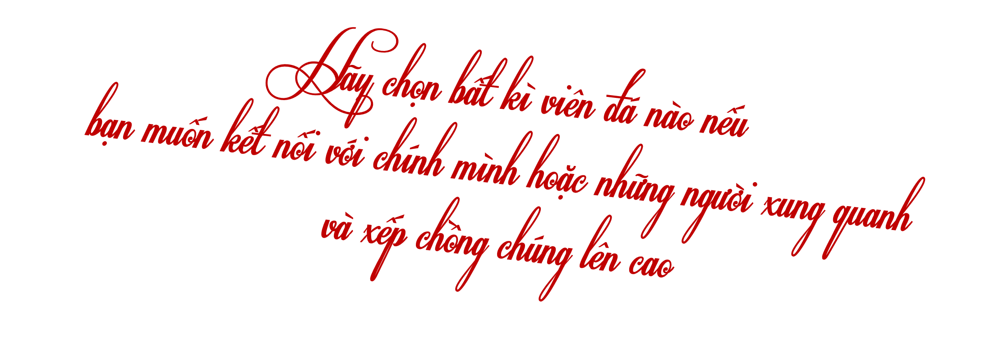 Hãy chọn bất kì viên đá nào nếu
bạn muốn kết nối với chính mình hoặc những người xung quanh
và xếp chồng chúng lên cao